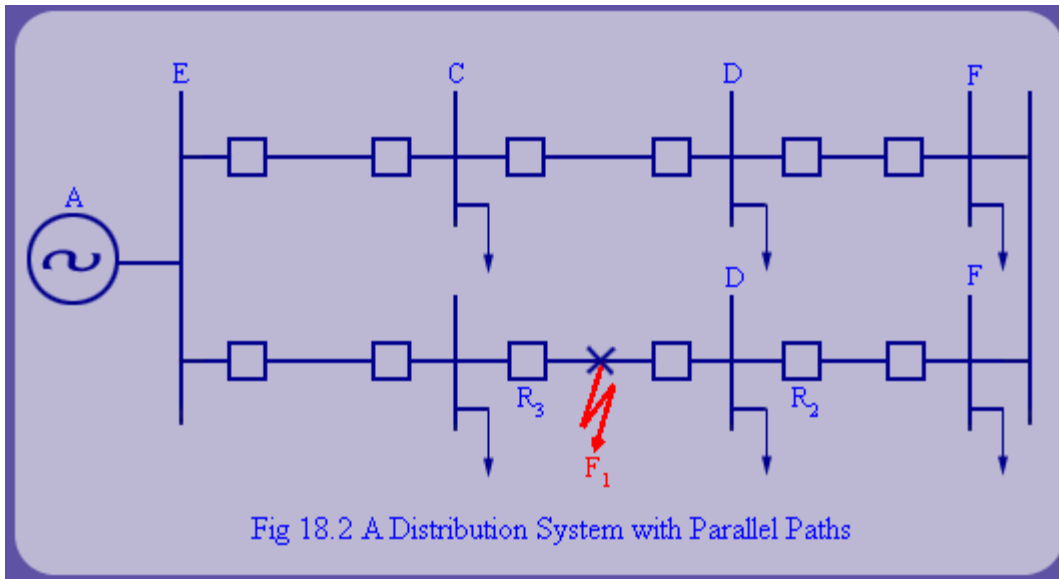 E C D F
A
D F
R3 R2
F1
Fig 18.2 A Distribution System with Parallel Paths